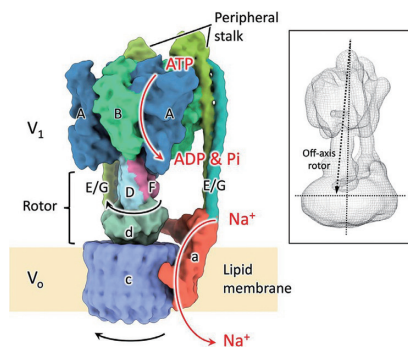 Peripheral
stalk
ATP
A
B
A
V1
ADP & Pi
Off-axis
rotor
E/G
D
F
E/G
Rotor
Na+
d
a
Vo
c
Lipid
membrane
Na+